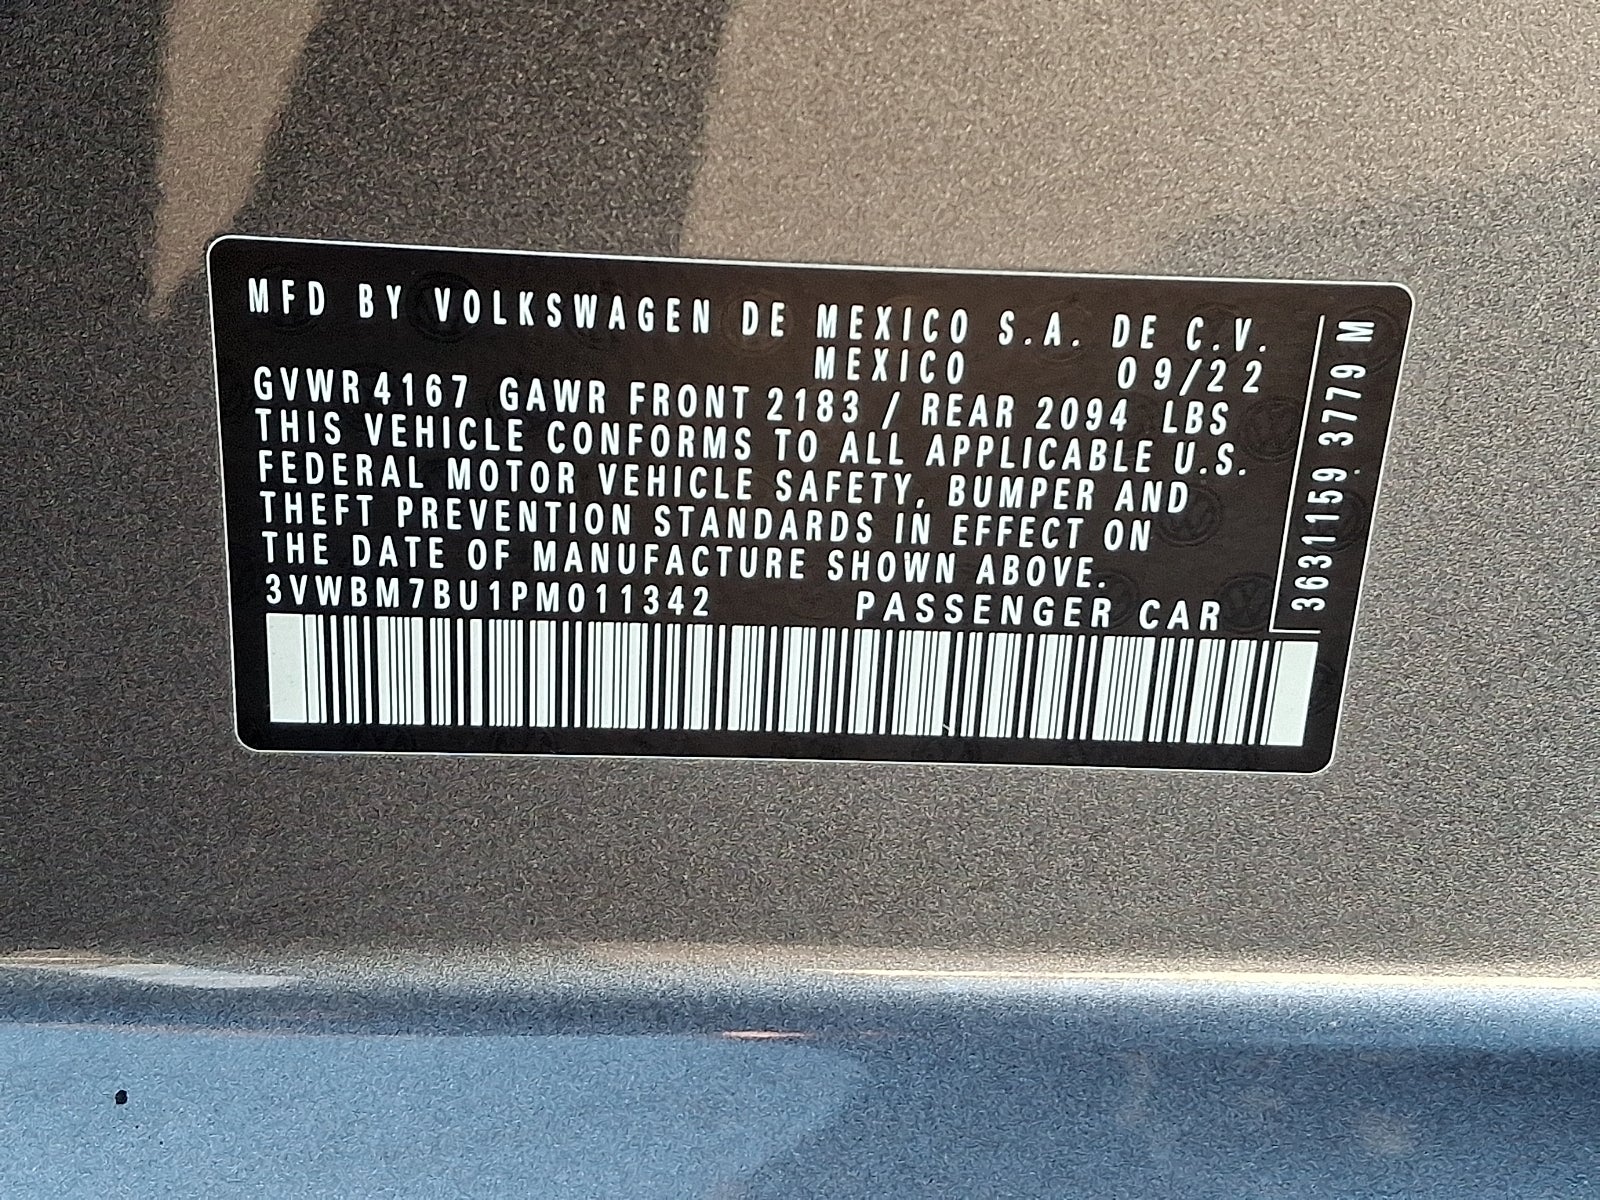 MFD BY VOLKSWAGEN DE MEXICO S.A. DE C.V.
MEXICO 09/22
GVWR 4167 GAWR FRONT 2183 / REAR 2094 LBS
THIS VEHICLE CONFORMS TO ALL APPLICABLE U.S.
FEDERAL MOTOR VEHICLE SAFETY, BUMPER AND
THEFT PREVENTION STANDARDS IN EFFECT ON
THE DATE OF MANUFACTURE SHOWN ABOVE.
3VWBM7BU1PM011342 PASSENGER CAR
3631159 3779 M